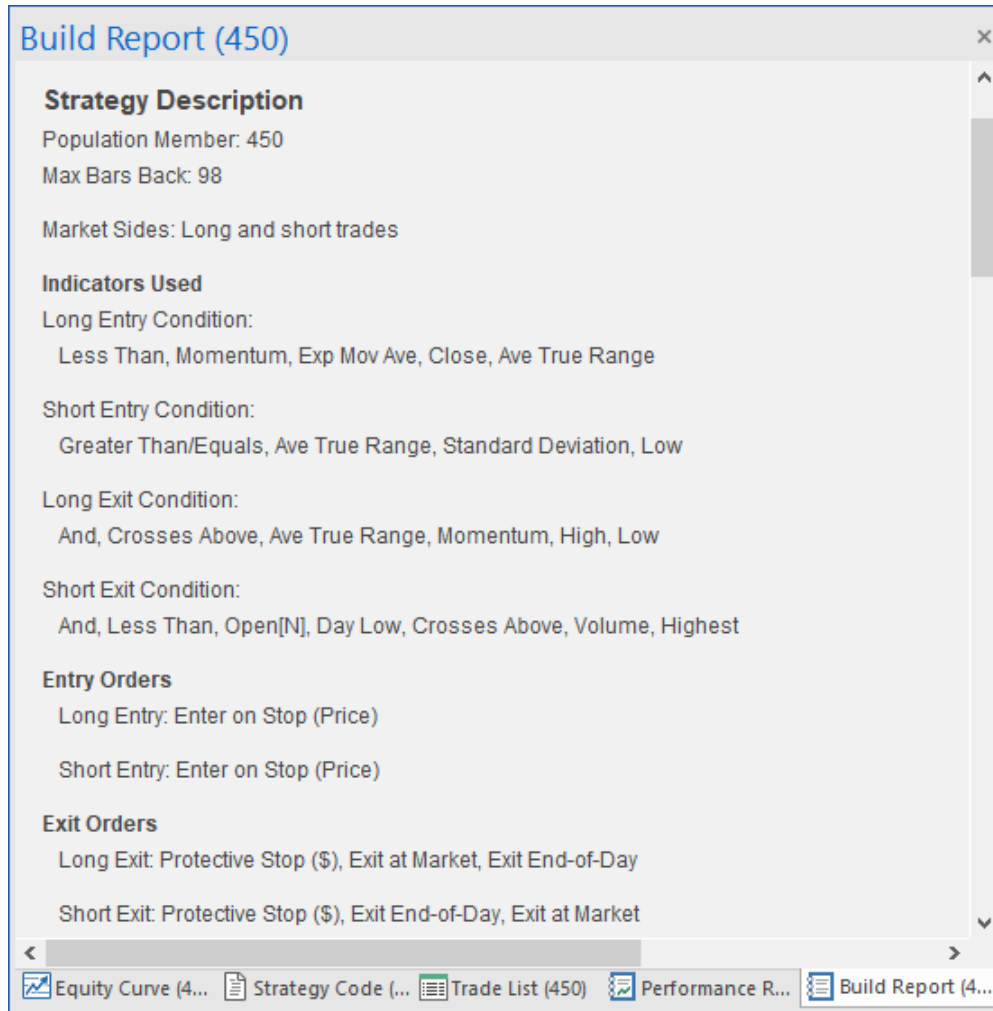 Build Report (450)
Strategy Description
Population Member: 450
Max Bars Back: 98
Market Sides: Long and short trades
Indicators Used
Long Entry Condition:
Less Than, Momentum, Exp Mov Ave, Close, Ave True Range
Short Entry Condition:
Greater Than/Equals, Ave True Range, Standard Deviation, Low
Long Exit Condition:
And, Crosses Above, Ave True Range, Momentum, High, Low
Short Exit Condition:
And, Less Than, Open[N], Day Low, Crosses Above, Volume, Highest
Entry Orders
Long Entry: Enter on Stop (Price)
Short Entry: Enter on Stop (Price)
Exit Orders
Long Exit: Protective Stop ($), Exit at Market, Exit End-of-Day
Short Exit: Protective Stop ($), Exit End-of-Day, Exit at Market
Equity Curve (4... Strategy Code (... Trade List (450) Performance R... Build Report (4...